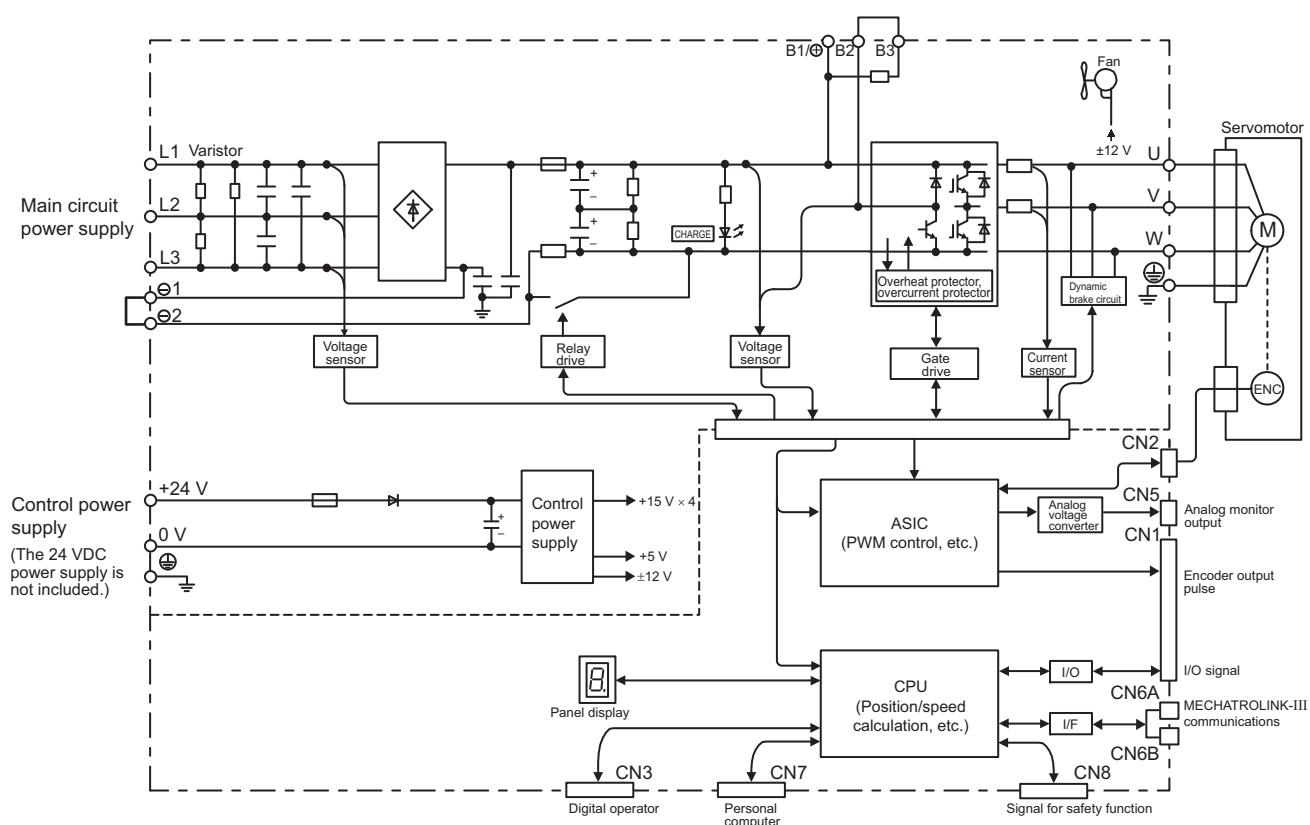 B1/⊕
B2
B3
Fan
±12 V
Servomotor
L1
Varistor
U
Main circuit
power supply
L2
V
CHARGE
W
M
L3
⊖1
⊖2
Overheat protector,
overcurrent protector
Dynamic
brake circuit
Voltage
sensor
Relay
drive
Voltage
sensor
Gate
drive
Current
sensor
ENC
CN2
Control power
supply
(The 24 VDC
power supply is
not included.)
+24 V
0 V
+
–
+
–
+
–
Control
power
supply
+15 V × 4
+5 V
±12 V
ASIC
(PWM control, etc.)
Analog
voltage
converter
CN5
Analog monitor
output
CN1
Encoder output
pulse
8.
Panel display
CPU
(Position/speed
calculation, etc.)
I/O
I/O signal
CN6A
I/F
MECHATROLINK-III
communications
CN6B
CN3
Digital operator
CN7
Personal
computer
CN8
Signal for safety function